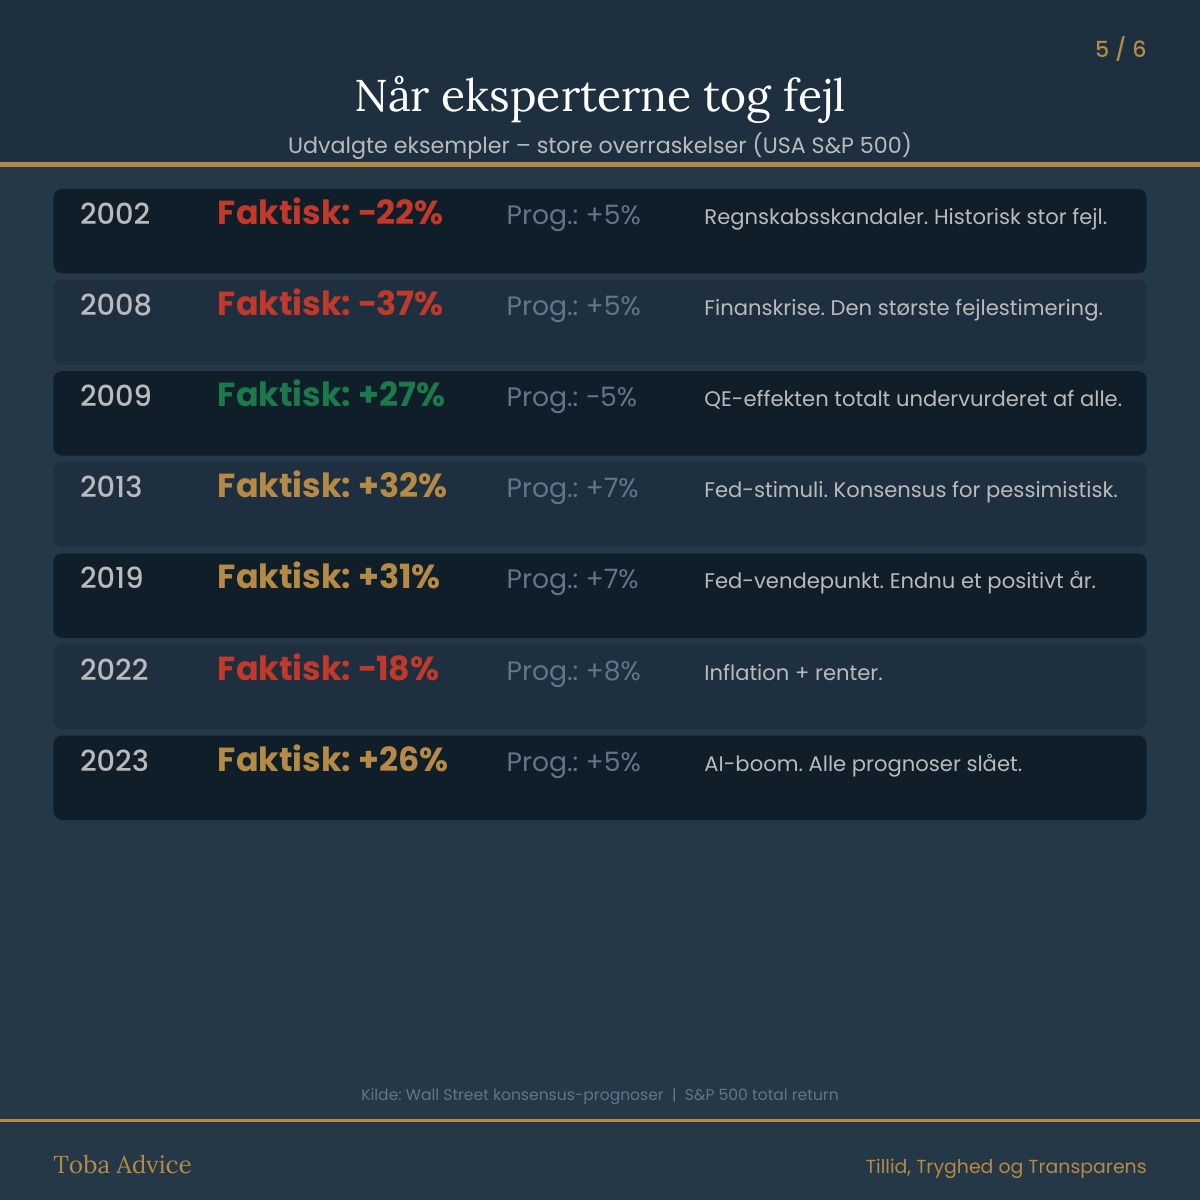 5 / 6
Når eksperterne tog fejl
Udvalgte eksempler – store overraskelser (USA S&P 500)
2002 Faktisk: -22% Prog.: +5% Regnskabsskandaler. Historisk stor fejl.
2008 Faktisk: -37% Prog.: +5% Finanskrise. Den største fejlestimering.
2009 Faktisk: +27% Prog.: -5% QE-effekten totalt undervurderet af alle.
2013 Faktisk: +32% Prog.: +7% Fed-stimuli. Konsensus for pessimistisk.
2019 Faktisk: +31% Prog.: +7% Fed-vendepunkt. Endnu et positivt år.
2022 Faktisk: -18% Prog.: +8% Inflation + renter.
2023 Faktisk: +26% Prog.: +5% AI-boom. Alle prognoser slået.
Kilde: Wall Street konsensus-prognoser | S&P 500 total return
Toba Advice
Tillid, Tryghed og Transparens